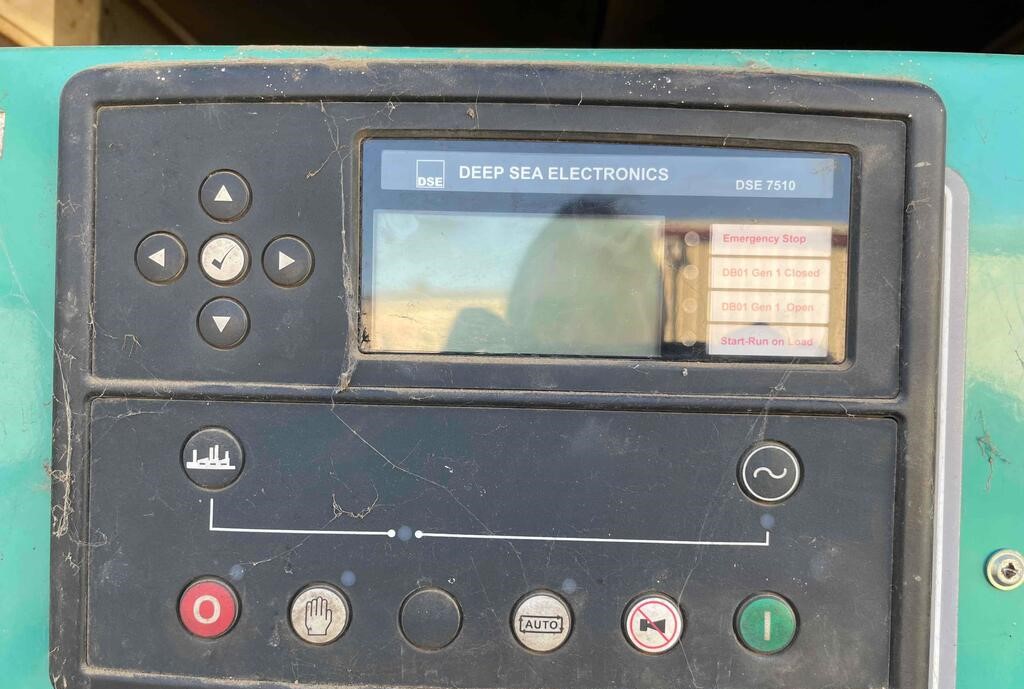 DSE DEEP SEA ELECTRONICS
DSE 7510
Emergency Stop
DB01 Gen 1 Closed
DB01 Gen 1 Open
Start-Run on Load
O
AUTO
I